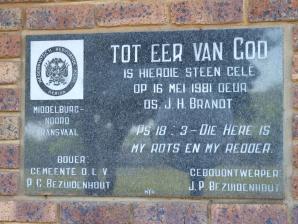 TOT EER VAN GOD
IS HIERDIE STEEN GELÊ
OP 16 MEI 1981 DEUR
DS. J. H. BRANDT
MIDDELBURG-
NOORD
TRANSVAAL
PS 18 : 3 - DIE HERE IS
MY ROTS EN MY REDDER.
BOUER:
GEMEENTE D.L.V.
P.C. BEZUIDENHOUT
GEBOUONTWERPER
J.P. BEZUIDENHOUT